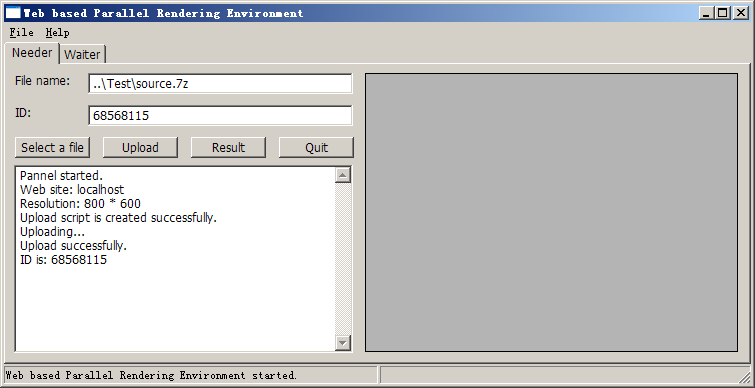 Web based Parallel Rendering Environment
File Help
Needer Waiter
File name: ..\Test\source.7z
ID: 68568115
Select a file Upload Result Quit
Pannel started.
Web site: localhost
Resolution: 800 * 600
Upload script is created successfully.
Uploading...
Upload successfully.
ID is: 68568115
Web based Parallel Rendering Environment started.